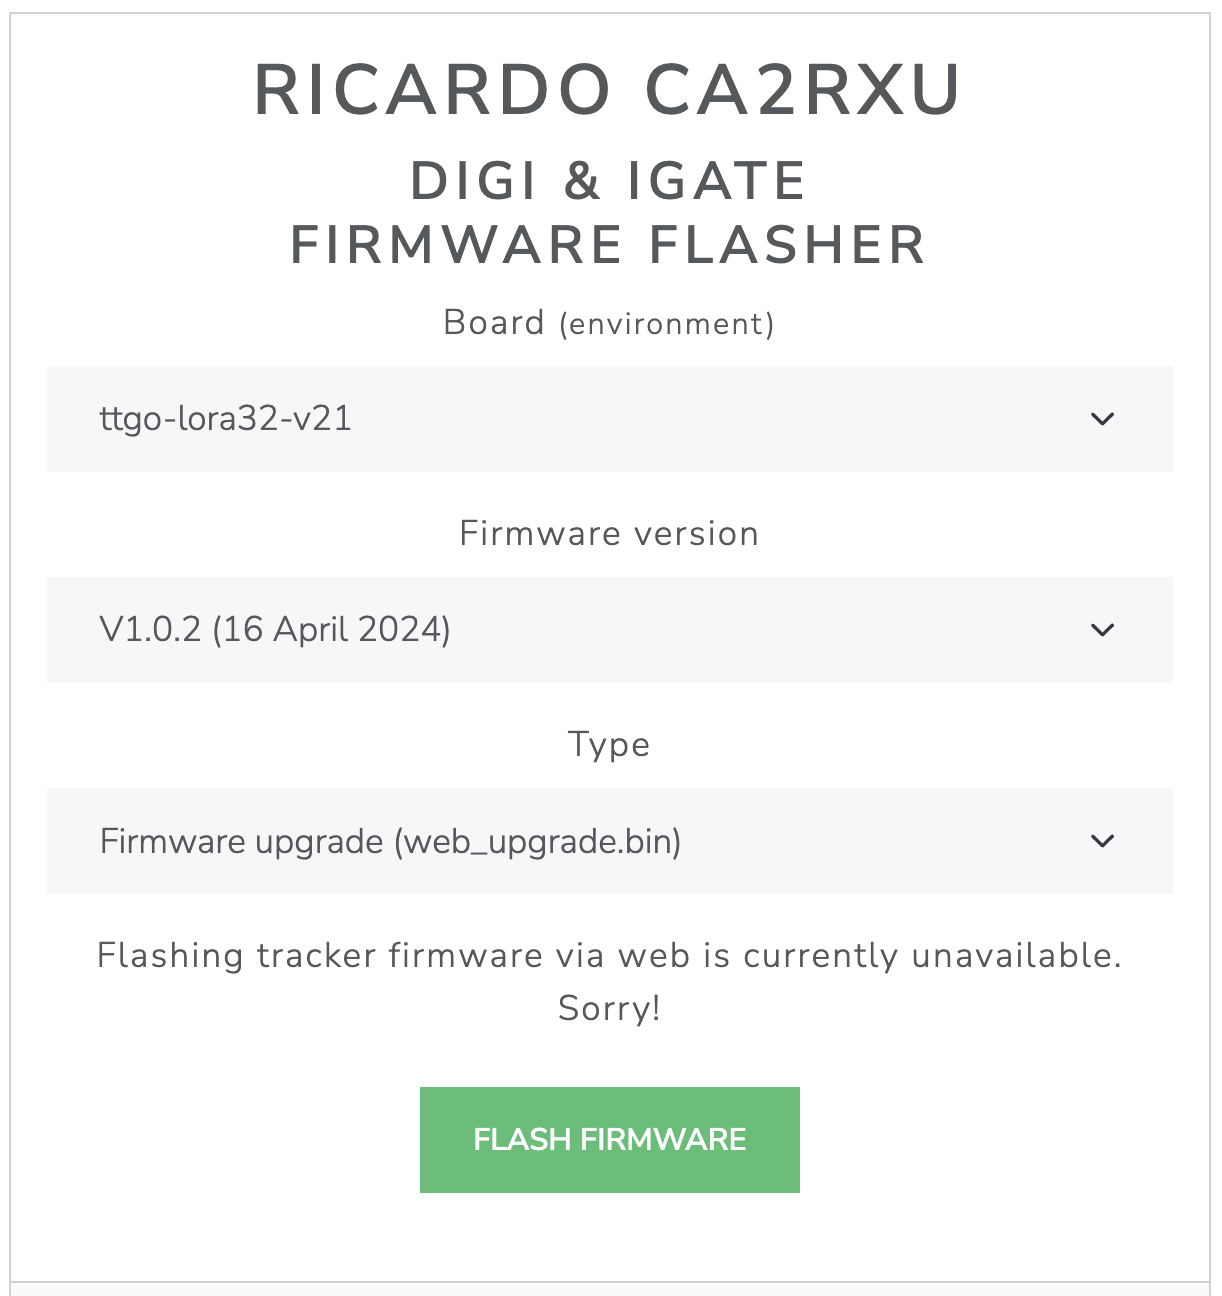 RICARDO CA2RXU
DIGI & IGATE
FIRMWARE FLASHER
Board (environment)
ttgo-lora32-v21
Firmware version
V1.0.2 (16 April 2024)
Type
Firmware upgrade (web_upgrade.bin)
Flashing tracker firmware via web is currently unavailable.
Sorry!
FLASH FIRMWARE